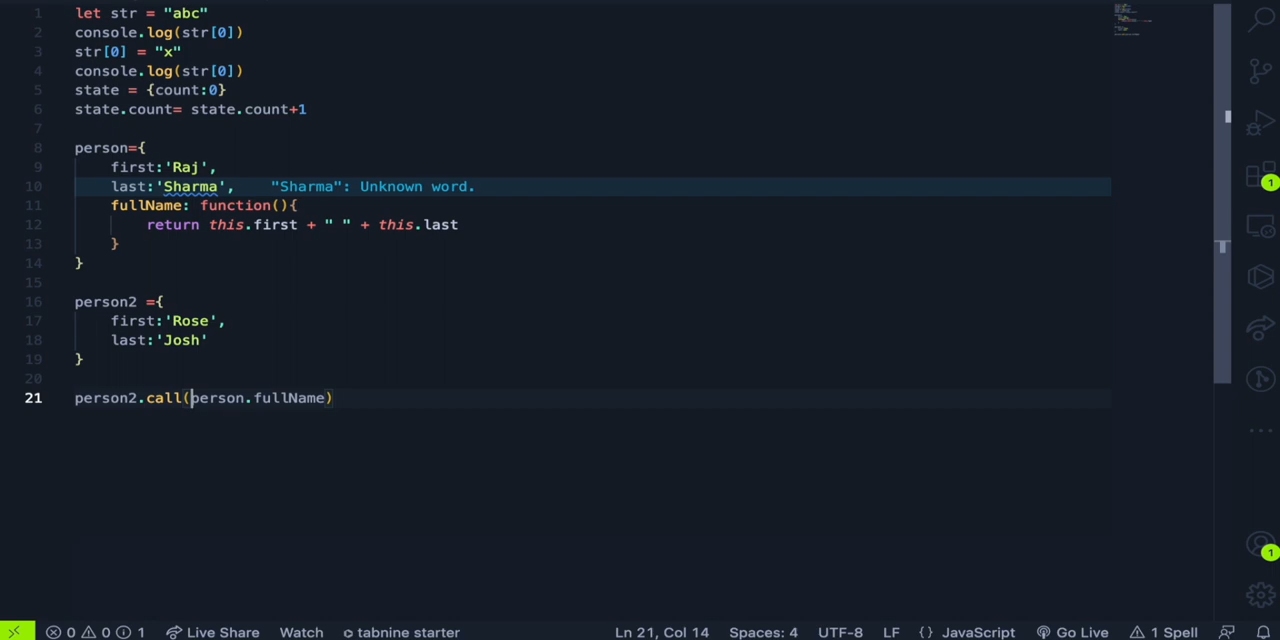 1 let str = "abc"
2 console.log(str[0])
3 str[0] = "x"
4 console.log(str[0])
5 state = {count:0}
6 state.count= state.count+1
7
8 person={
9 first:'Raj',
10 last:'Sharma', "Sharma": Unknown word.
11 fullName: function(){
12 return this.first + " " + this.last
13 }
14 }
15
16 person2 ={
17 first:'Rose',
18 last:'Josh'
19 }
20
21 person2.call(person.fullName)
1
1
0 0 1 Live Share Watch tabnine starter Ln 21, Col 14 Spaces: 4 UTF-8 LF {} JavaScript Go Live 1 Spell